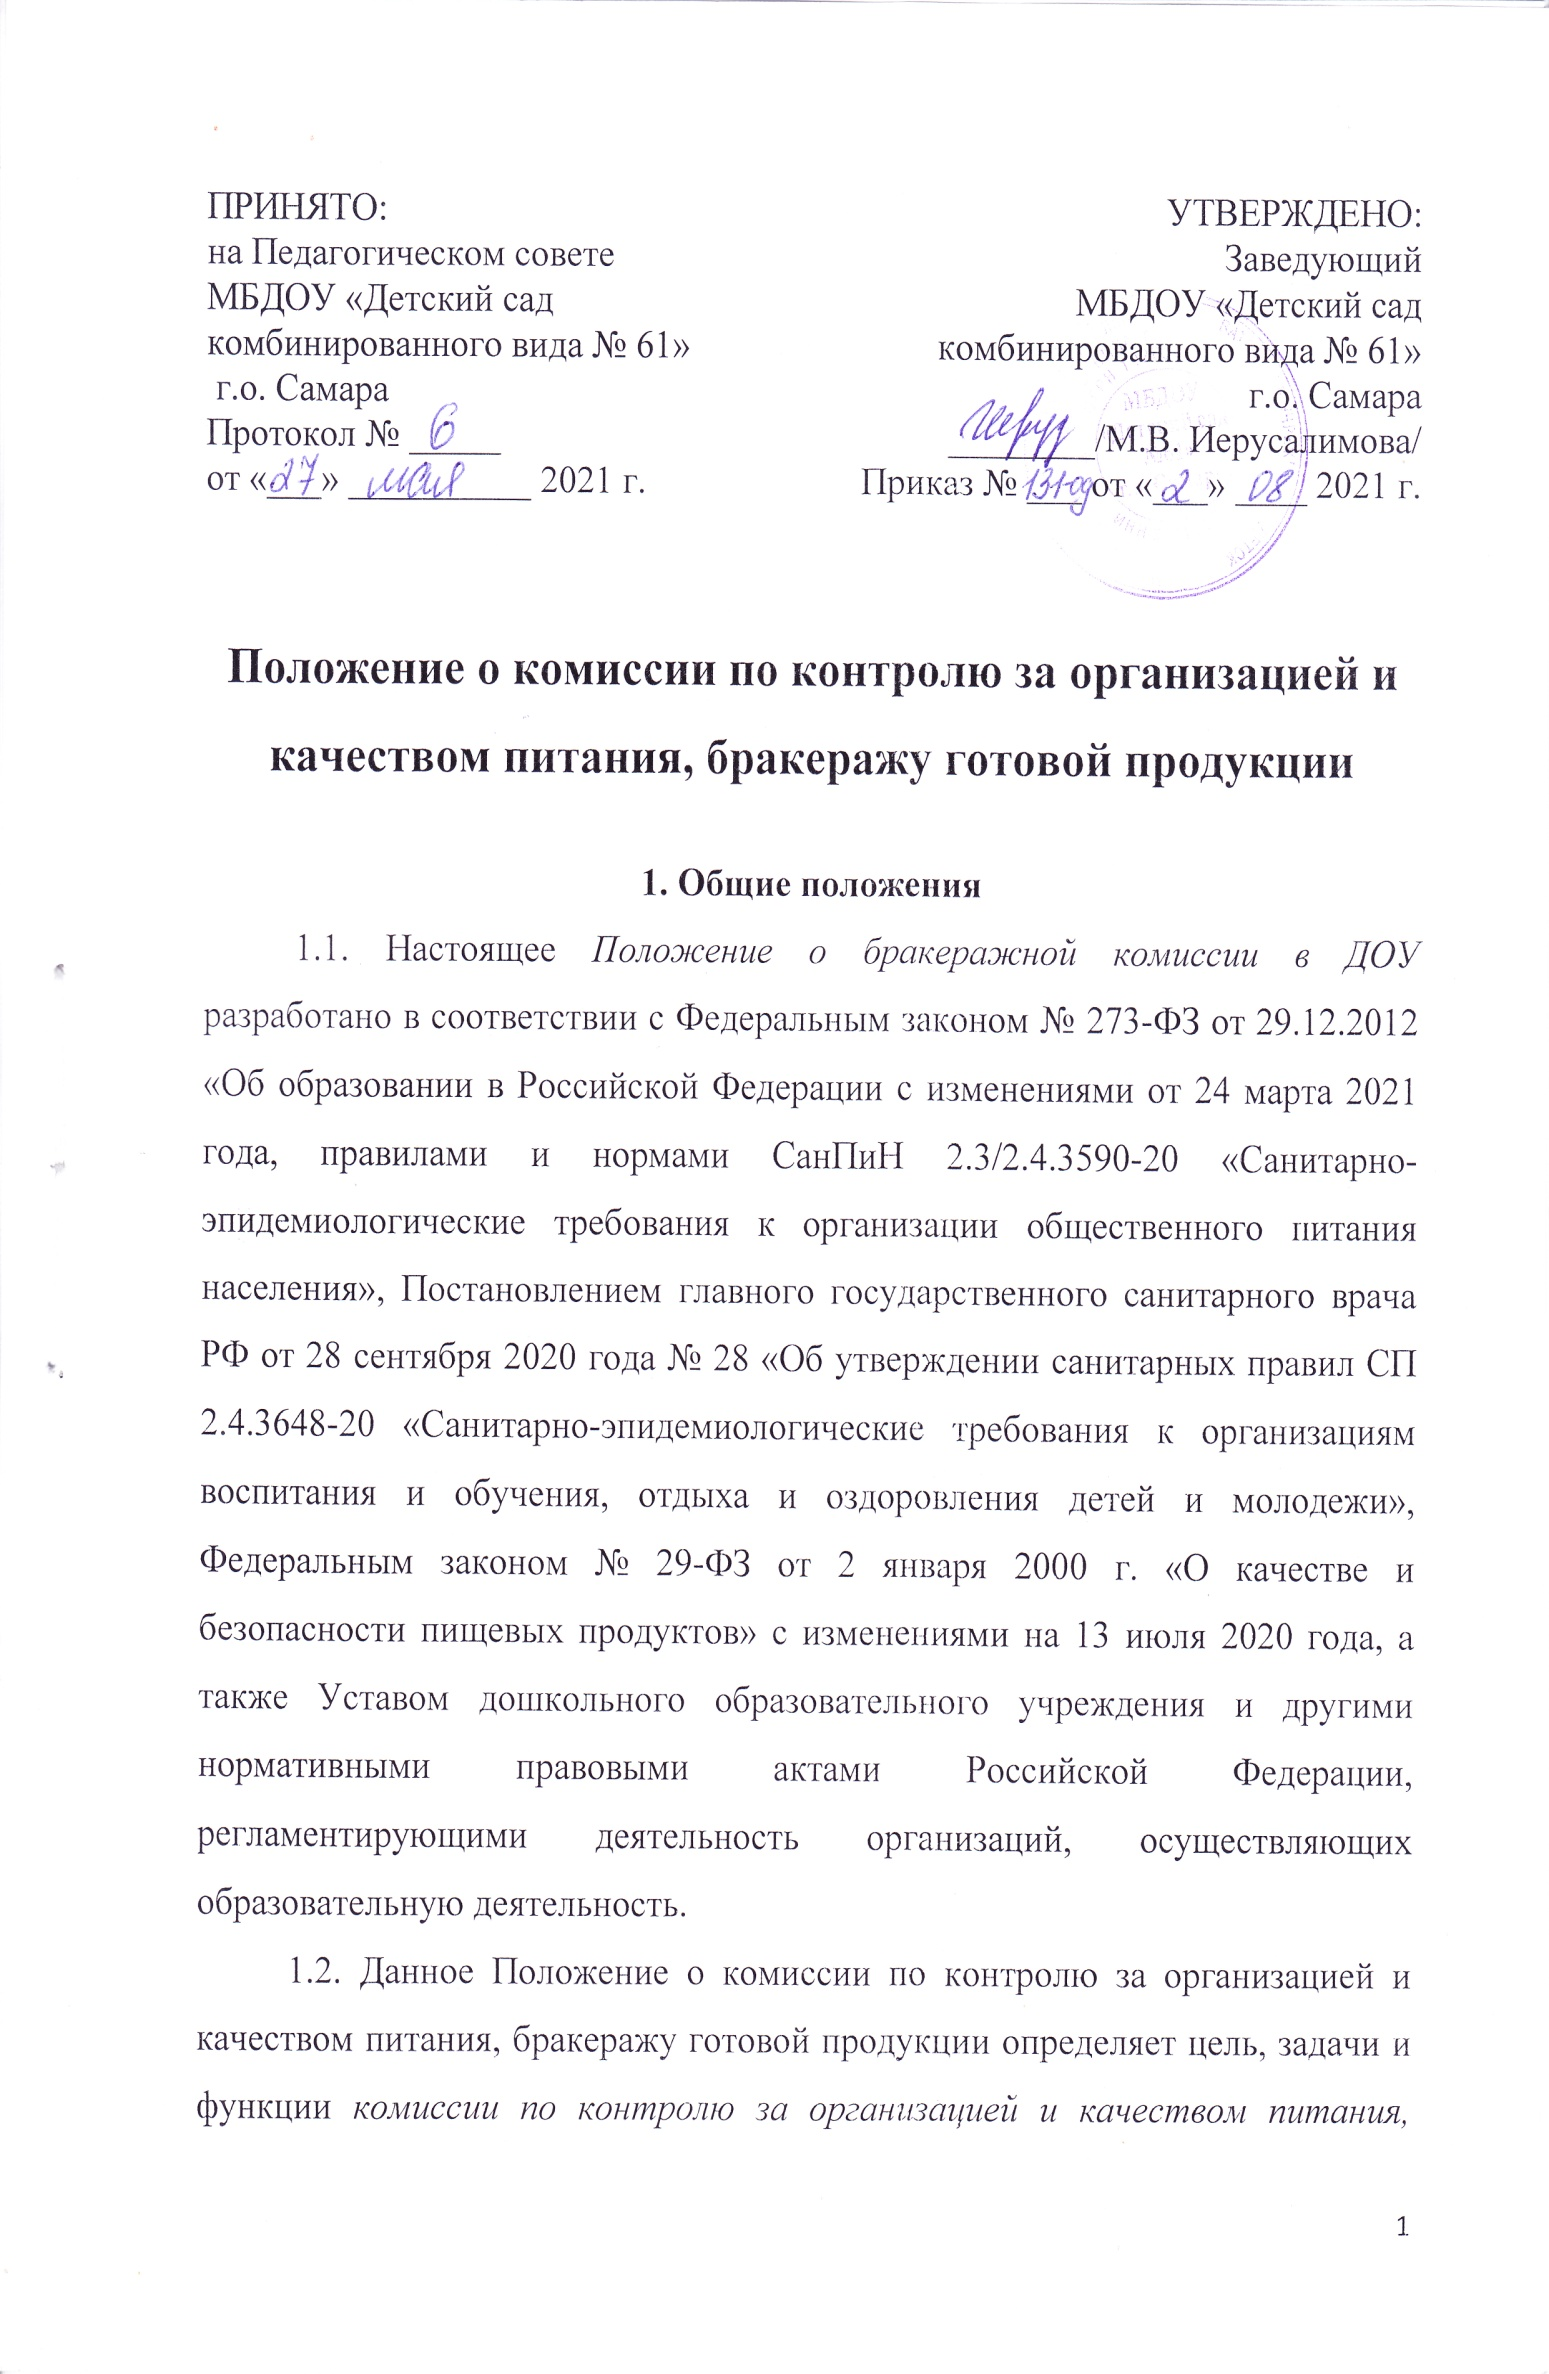 ПРИНЯТО:
на Педагогическом совете
МБДОУ «Детский сад
комбинированного вида № 61»
г.о. Самара
Протокол № 6
от «27» мая 2021 г.
УТВЕРЖДЕНО:
Заведующий
МБДОУ «Детский сад
комбинированного вида № 61»
г.о. Самара
/М.В. Иерусалимова/
Приказ № от «2» 08 2021 г.
Положение о комиссии по контролю за организацией и
качеством питания, бракеражу готовой продукции
1. Общие положения
1.1. Настоящее Положение о бракеражной комиссии в ДОУ
разработано в соответствии с Федеральным законом № 273-ФЗ от 29.12.2012
«Об образовании в Российской Федерации с изменениями от 24 марта 2021
года, правилами и нормами СанПиН 2.3/2.4.3590-20 «Санитарно-
эпидемиологические требования к организации общественного питания
населения», Постановлением главного государственного санитарного врача
РФ от 28 сентября 2020 года № 28 «Об утверждении санитарных правил СП
2.4.3648-20 «Санитарно-эпидемиологические требования к организациям
воспитания и обучения, отдыха и оздоровления детей и молодежи»,
Федеральным законом № 29-ФЗ от 2 января 2000 г. «О качестве и
безопасности пищевых продуктов» с изменениями на 13 июля 2020 года, а
также Уставом дошкольного образовательного учреждения и другими
нормативными правовыми актами Российской Федерации,
регламентирующими деятельность организаций, осуществляющих
образовательную деятельность.
1.2. Данное Положение о комиссии по контролю за организацией и
качеством питания, бракеражу готовой продукции определяет цель, задачи и
функции комиссии по контролю за организацией и качеством питания,
1